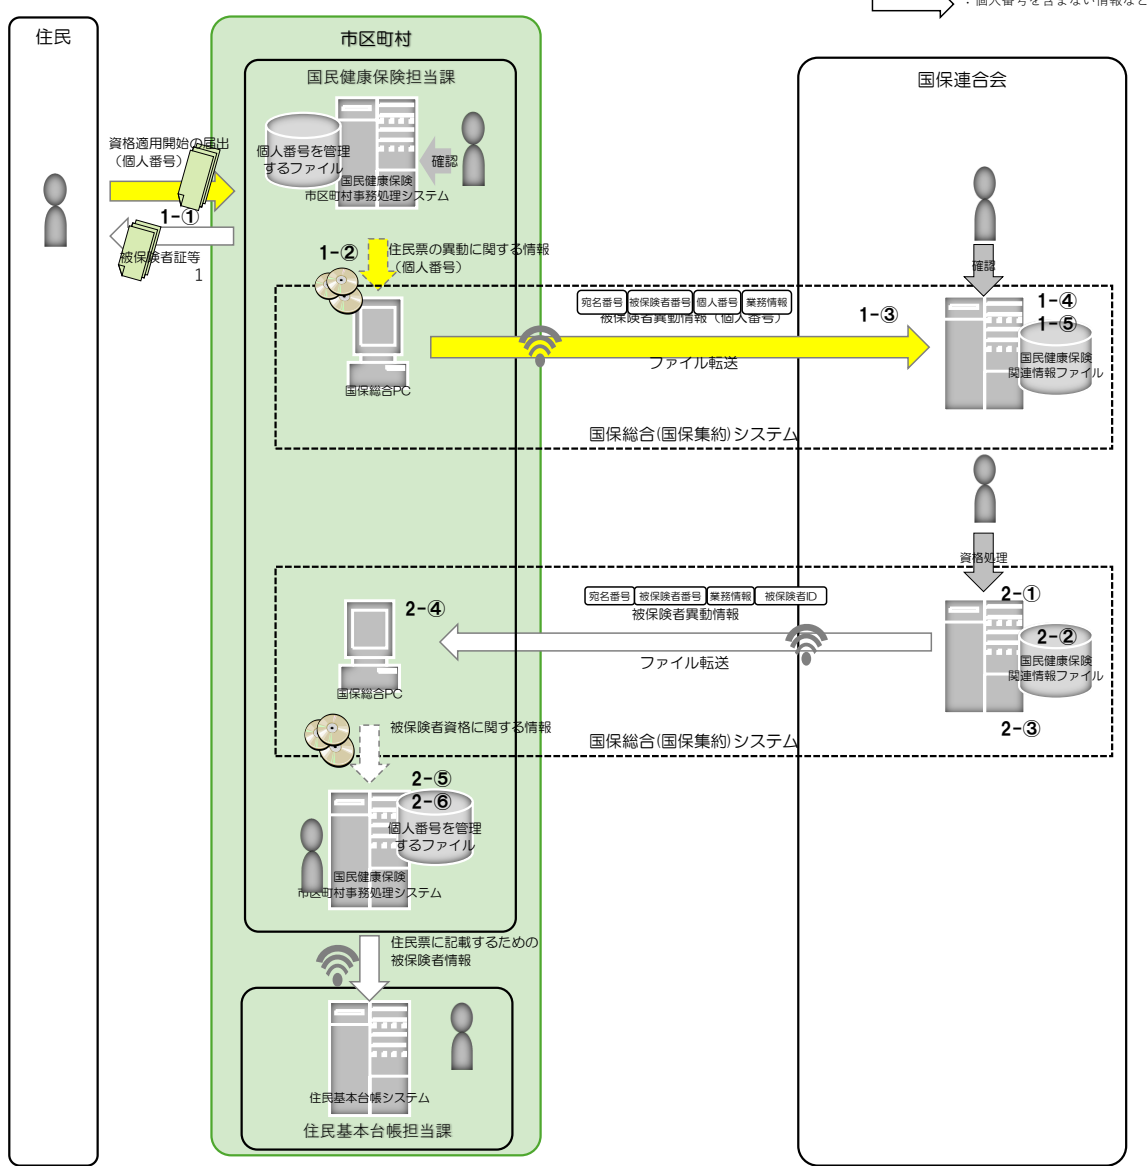 ：個人番号を含まない情報など
住民
市区町村
国民健康保険担当課
国保連合会
資格適用開始の届出
（個人番号）
個人番号を管理
するファイル
確認
国民健康保険
市区町村事務処理システム
1-①
被保険者証等
1
1-②
住民票の異動に関する情報
（個人番号）
確認
宛名番号 被保険者番号 個人番号 業務情報
被保険者異動情報（個人番号）
1-③
1-④
1-⑤
国民健康保険
関連情報ファイル
ファイル転送
国保総合PC
国保総合(国保集約)システム
資格処理
宛名番号 被保険者番号 業務情報 被保険者ID
被保険者異動情報
2-①
2-②
国民健康保険
関連情報ファイル
2-③
2-④
ファイル転送
国保総合PC
被保険者資格に関する情報
国保総合(国保集約)システム
2-⑤
2-⑥
個人番号を管理
するファイル
国民健康保険
市区町村事務処理システム
住民票に記載するための
被保険者情報
住民基本台帳システム
住民基本台帳担当課